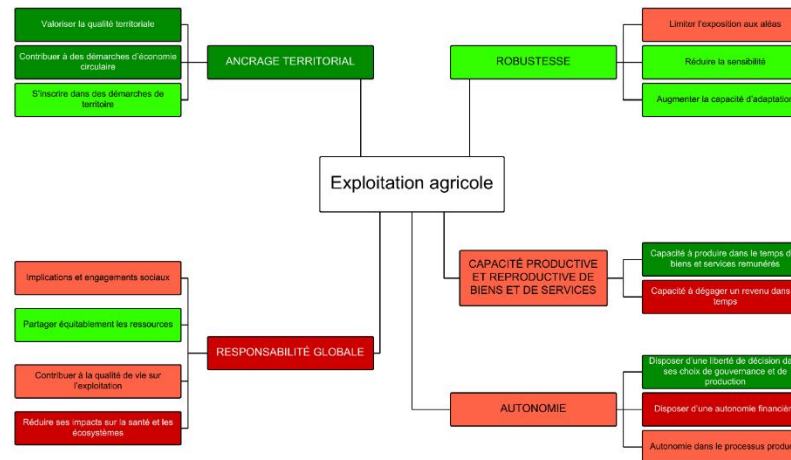 Valoriser la qualité territoriale
Contribuer à des démarches d'économie
circulaire
S'inscrire dans des démarches de
territoire
ANCRAGE TERRITORIAL
ROBUSTESSE
Limiter l'exposition aux aléas
Réduire la sensibilité
Augmenter la capacité d'adaptation
Exploitation agricole
Implications et engagements sociaux
Partager équitablement les ressources
Contribuer à la qualité de vie sur
l'exploitation
Réduire ses impacts sur la santé et les
écosystèmes
RESPONSABILITÉ GLOBALE
CAPACITÉ PRODUCTIVE
ET REPRODUCTIVE DE
BIENS ET DE SERVICES
Capacité à produire dans le temps
biens et services remunérés
Capacité à dégager un revenu dans
temps
AUTONOMIE
Disposer d'une liberté de décision
ses choix de gouvernance et de
production
Disposer d'une autonomie
Autonomie dans le processus